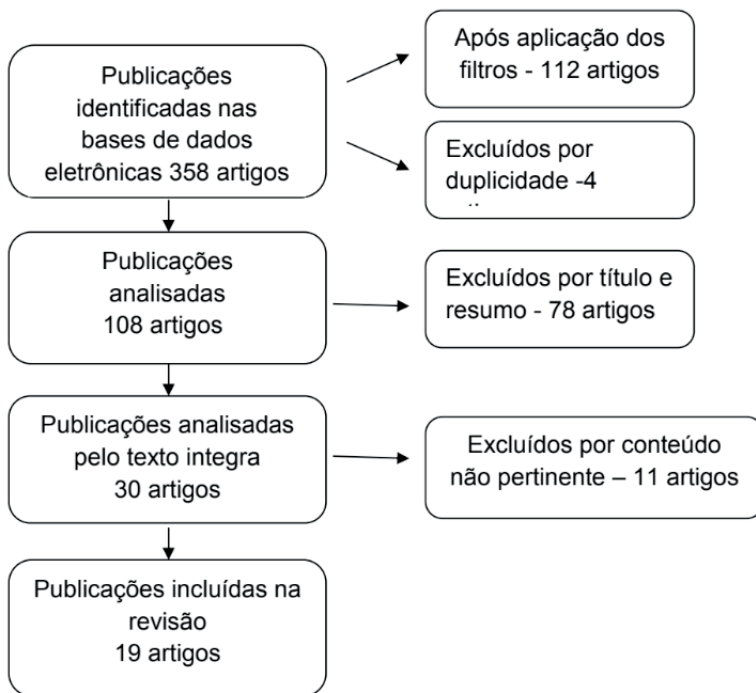 Publicações
identificadas nas
bases de dados
eletrônicas 358 artigos
Após aplicação dos
filtros - 112 artigos
Excluídos por
duplicidade -4
Publicações
analisadas
108 artigos
Excluídos por título e
resumo - 78 artigos
Publicações analisadas
pelo texto integra
30 artigos
Excluídos por conteúdo
não pertinente – 11 artigos
Publicações incluídas na
revisão
19 artigos